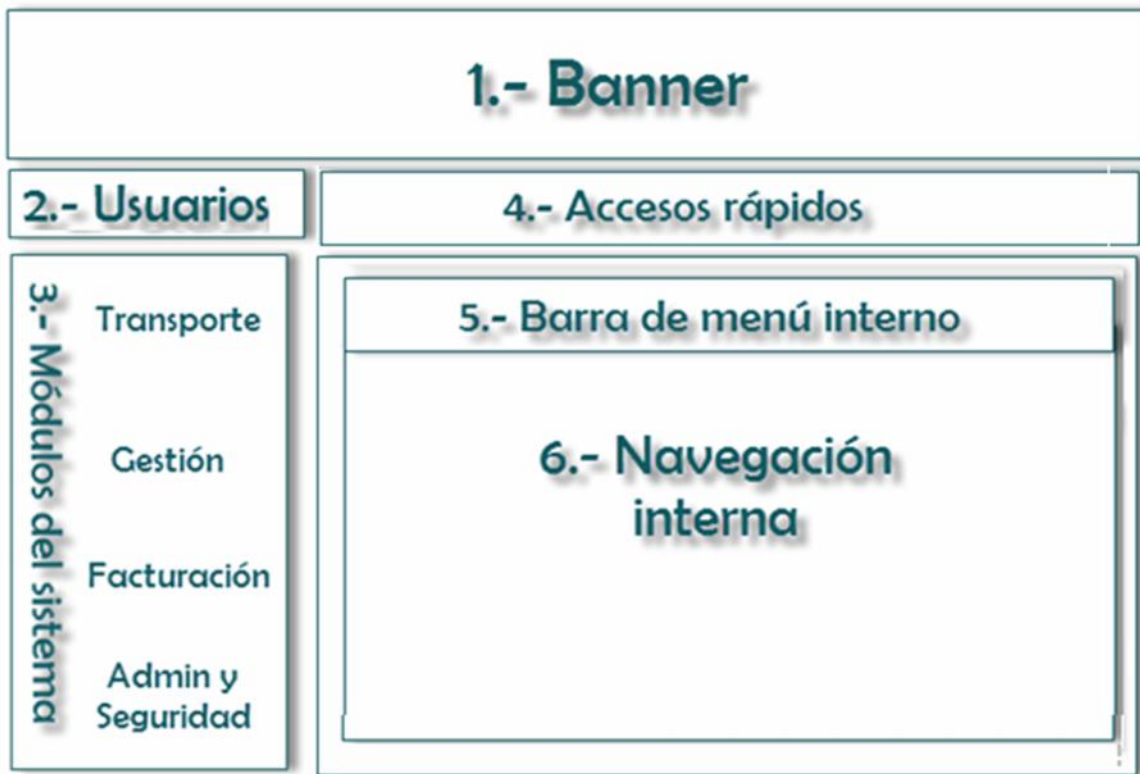 1.- Banner
2.- Usuarios
4.- Accesos rápidos
3.- Módulos del sistema
Transporte
Gestión
Facturación
Admin y
Seguridad
5.- Barra de menú interno
6.- Navegación
interna